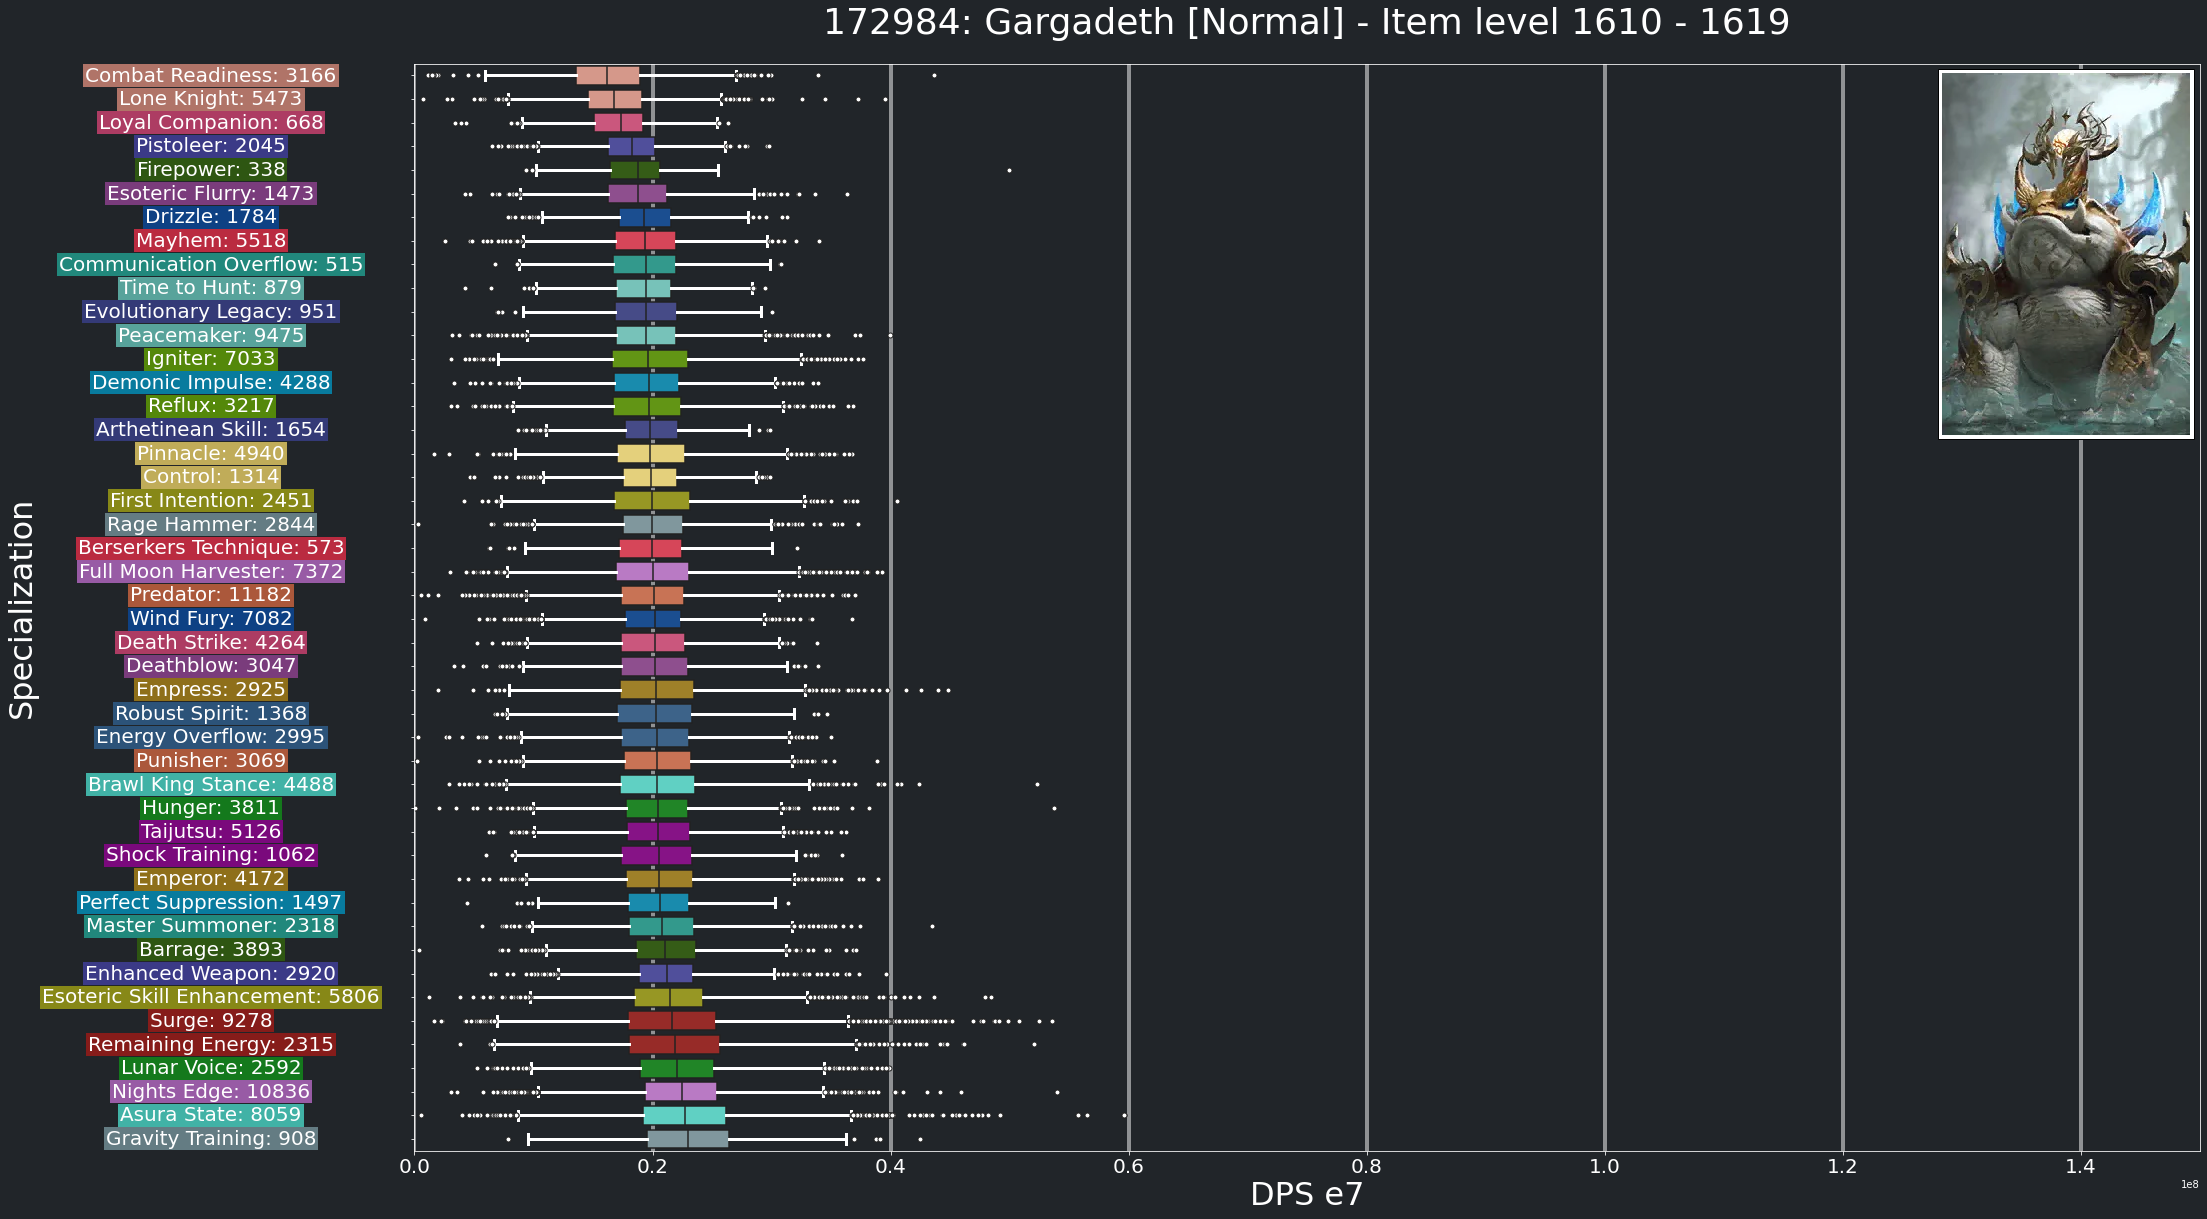 172984: Gargadeth [Normal] - Item level 1610 - 1619
Combat Readiness: 3166
Lone Knight: 5473
Loyal Companion: 668
Pistoleer: 2045
Firepower: 338
Esoteric Flurry: 1473
Drizzle: 1784
Mayhem: 5518
Communication Overflow: 515
Time to Hunt: 879
Evolutionary Legacy: 951
Peacemaker: 9475
Igniter: 7033
Demonic Impulse: 4288
Reflux: 3217
Arthetinean Skill: 1654
Pinnacle: 4940
Control: 1314
First Intention: 2451
Rage Hammer: 2844
Berserkers Technique: 573
Full Moon Harvester: 7372
Predator: 11182
Wind Fury: 7082
Death Strike: 4264
Deathblow: 3047
Empress: 2925
Robust Spirit: 1368
Energy Overflow: 2995
Punisher: 3069
Brawl King Stance: 4488
Hunger: 3811
Taijutsu: 5126
Shock Training: 1062
Emperor: 4172
Perfect Suppression: 1497
Master Summoner: 2318
Barrage: 3893
Enhanced Weapon: 2920
Esoteric Skill Enhancement: 5806
Surge: 9278
Remaining Energy: 2315
Lunar Voice: 2592
Nights Edge: 10836
Asura State: 8059
Gravity Training: 908
Specialization
0.0 0.2 0.4 0.6 0.8 1.0 1.2 1.4
DPS e7
1e8